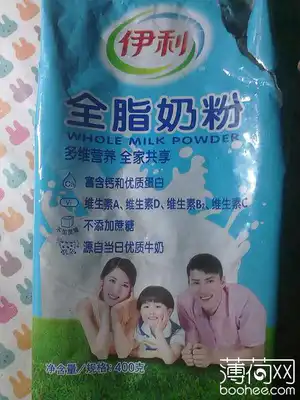 伊利
全脂奶粉
WHOLE MILK POWDER
多维营养 全家共享
富含钙和优质蛋白
维生素A、维生素D、维生素B₁、维生素C
不添加蔗糖
源自当日优质牛奶
净含量/规格:400克
薄荷网
boohee.com